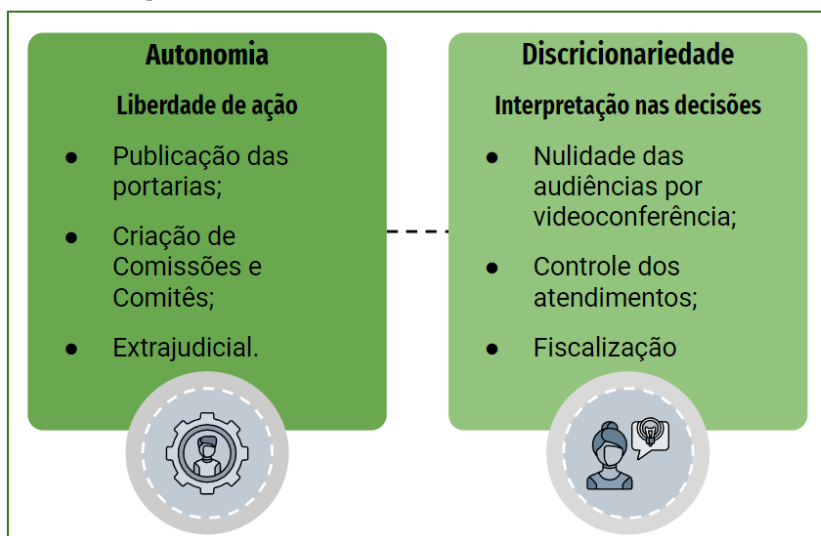 Autonomia
Liberdade de ação
● Publicação das
portarias;
● Criação de
Comissões e
Comitês;
● Extrajudicial.
Discricionariedade
Interpretação nas decisões
● Nulidade das
audiências por
videoconferência;
● Controle dos
atendimentos;
● Fiscalização